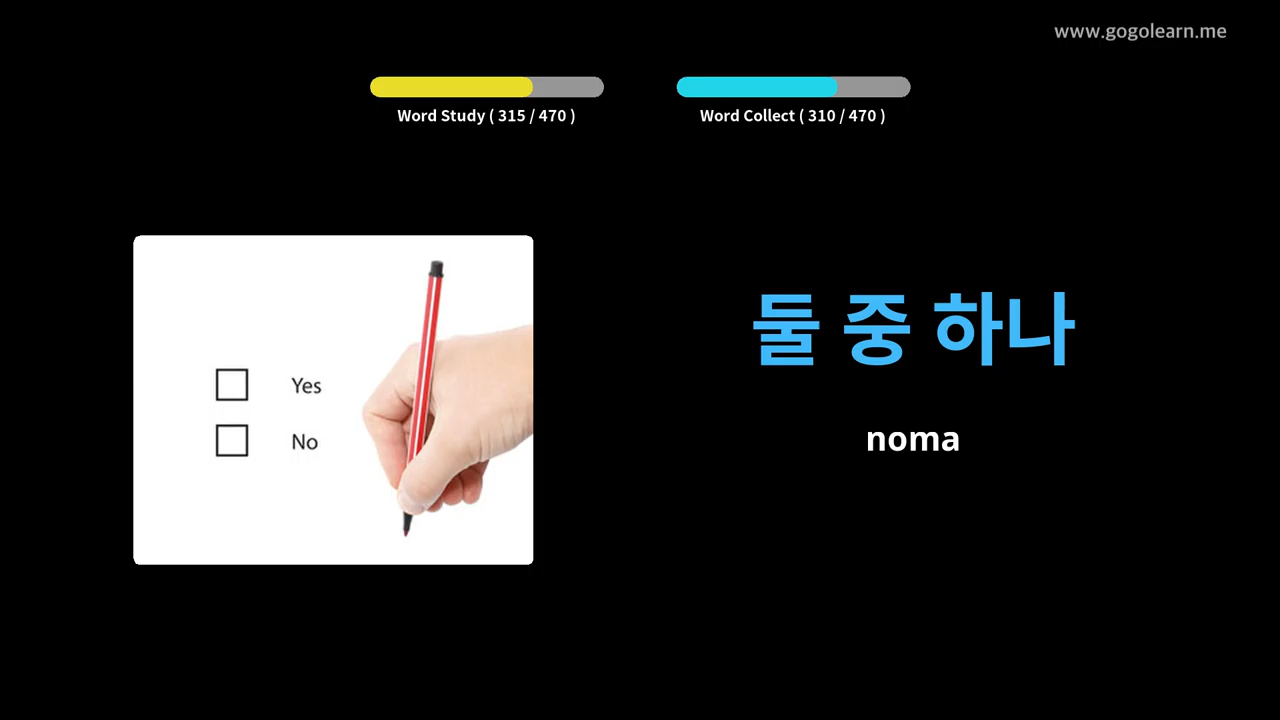 www.gogolearn.me
Word Study ( 315 / 470 )
Word Collect ( 310 / 470 )
Yes
No
둘 중 하나
noma